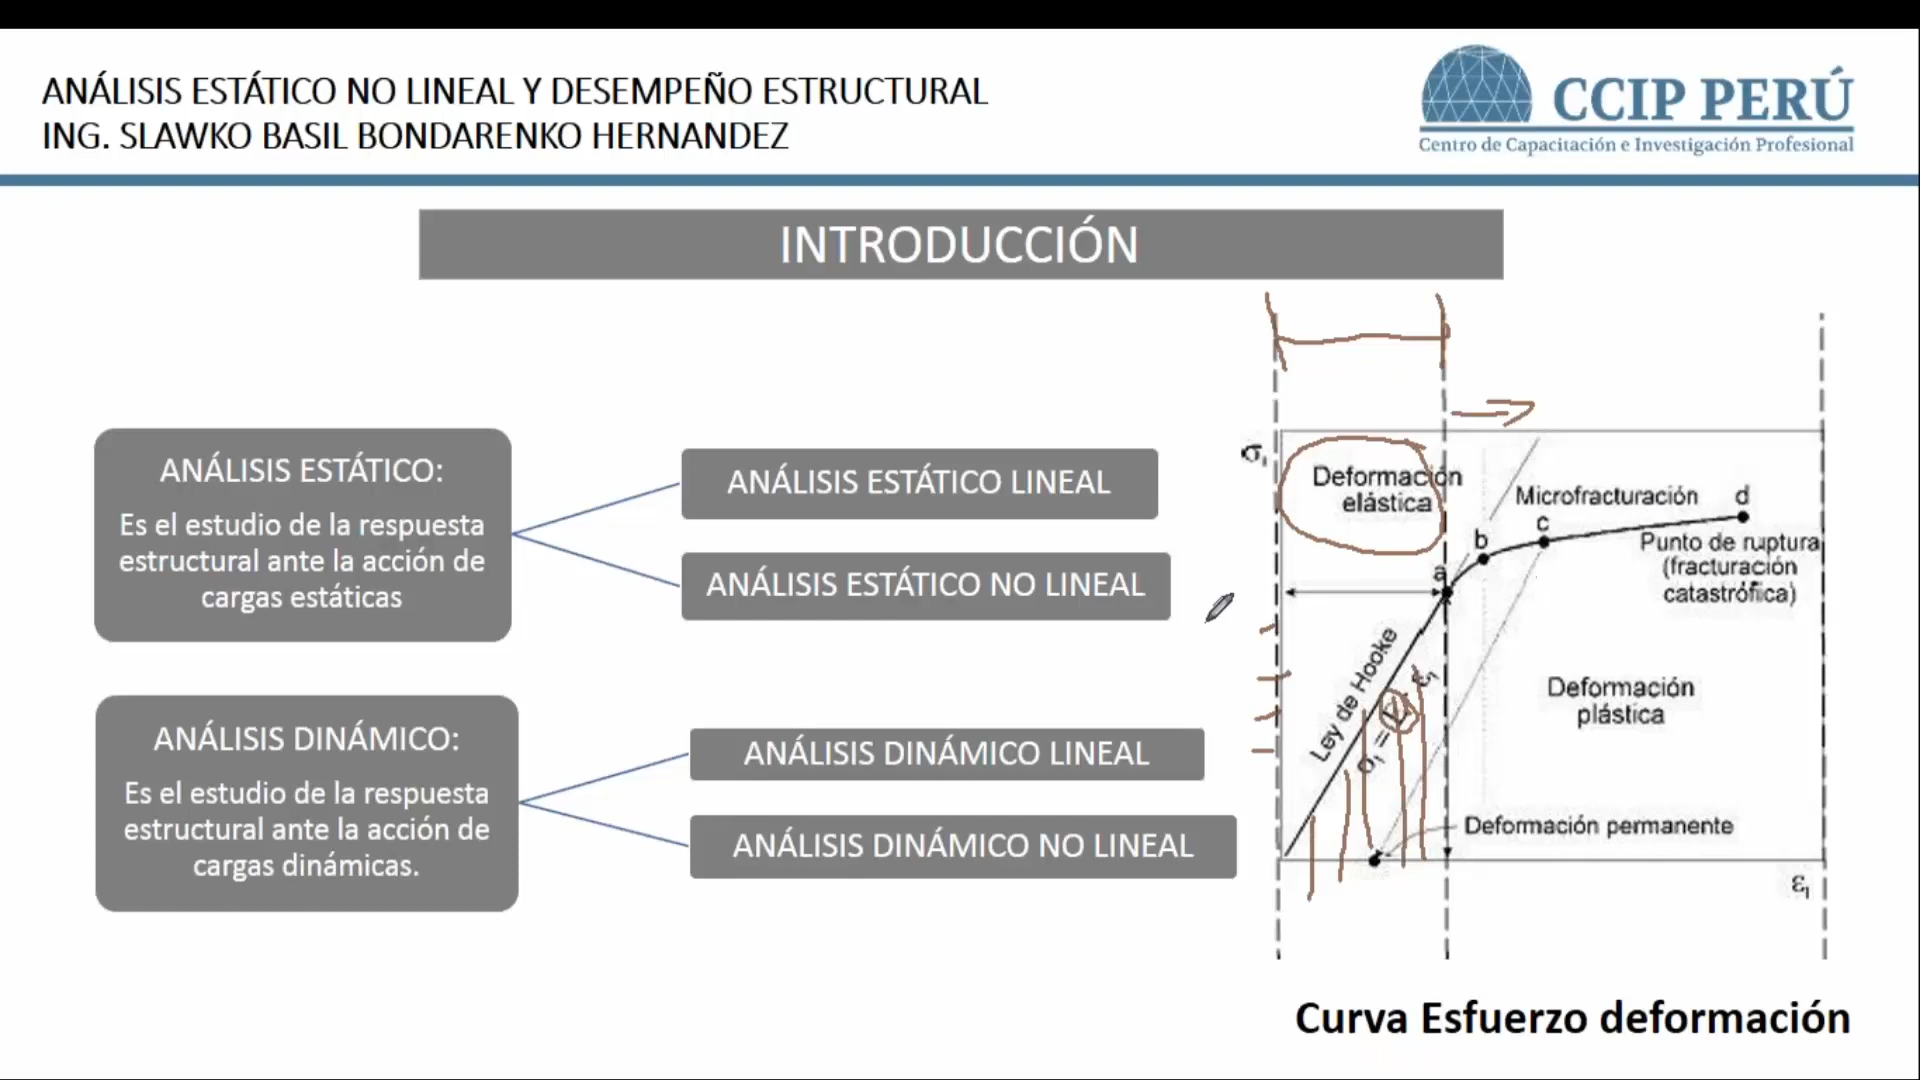 ANÁLISIS ESTÁTICO NO LINEAL Y DESEMPEÑO ESTRUCTURAL
ING. SLAWKO BASIL BONDARENKO HERNANDEZ
CCIP PERÚ
Centro de Capacitación e Investigación Profesional
INTRODUCCIÓN
ANÁLISIS ESTÁTICO:
Es el estudio de la respuesta
estructural ante la acción de
cargas estáticas
ANÁLISIS ESTÁTICO LINEAL
ANÁLISIS ESTÁTICO NO LINEAL
ANÁLISIS DINÁMICO:
Es el estudio de la respuesta
estructural ante la acción de
cargas dinámicas.
ANÁLISIS DINÁMICO LINEAL
ANÁLISIS DINÁMICO NO LINEAL
σ₁
Deformación
elástica
Microfracturación
a
b
c
d
Punto de ruptura
(fracturación
catastrófica)
Ley de Hooke
σ₁ = E ε₁
Deformación
plástica
Deformación permanente
ε₁
Curva Esfuerzo deformación